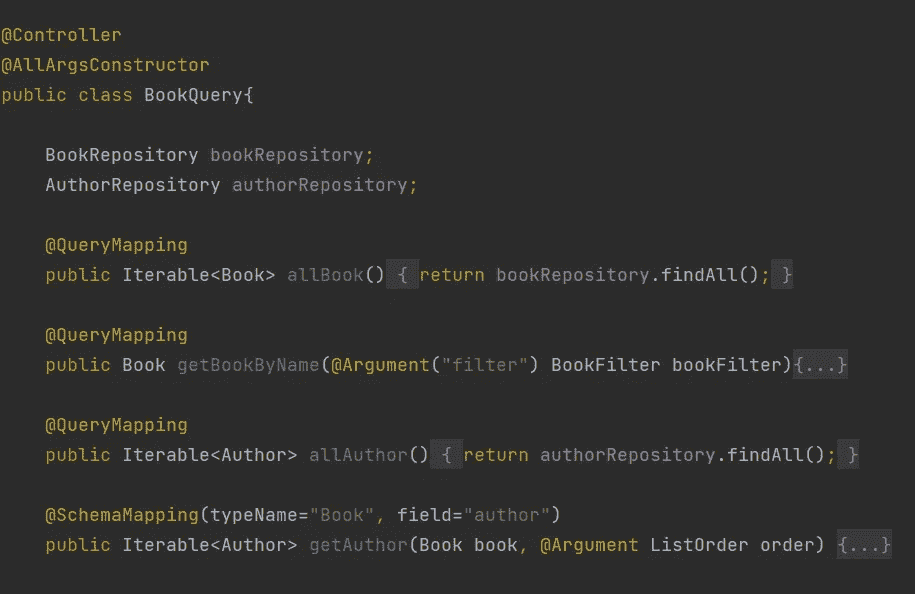 @Controller
@AllArgsConstructor
public class BookQuery{
BookRepository bookRepository;
AuthorRepository authorRepository;
@QueryMapping
public Iterable<Book> allBook() { return bookRepository.findAll(); }
@QueryMapping
public Book getBookByName(@Argument("filter") BookFilter bookFilter){...}
@QueryMapping
public Iterable<Author> allAuthor() { return authorRepository.findAll(); }
@SchemaMapping(typeName="Book", field="author")
public Iterable<Author> getAuthor(Book book, @Argument ListOrder order) {...}